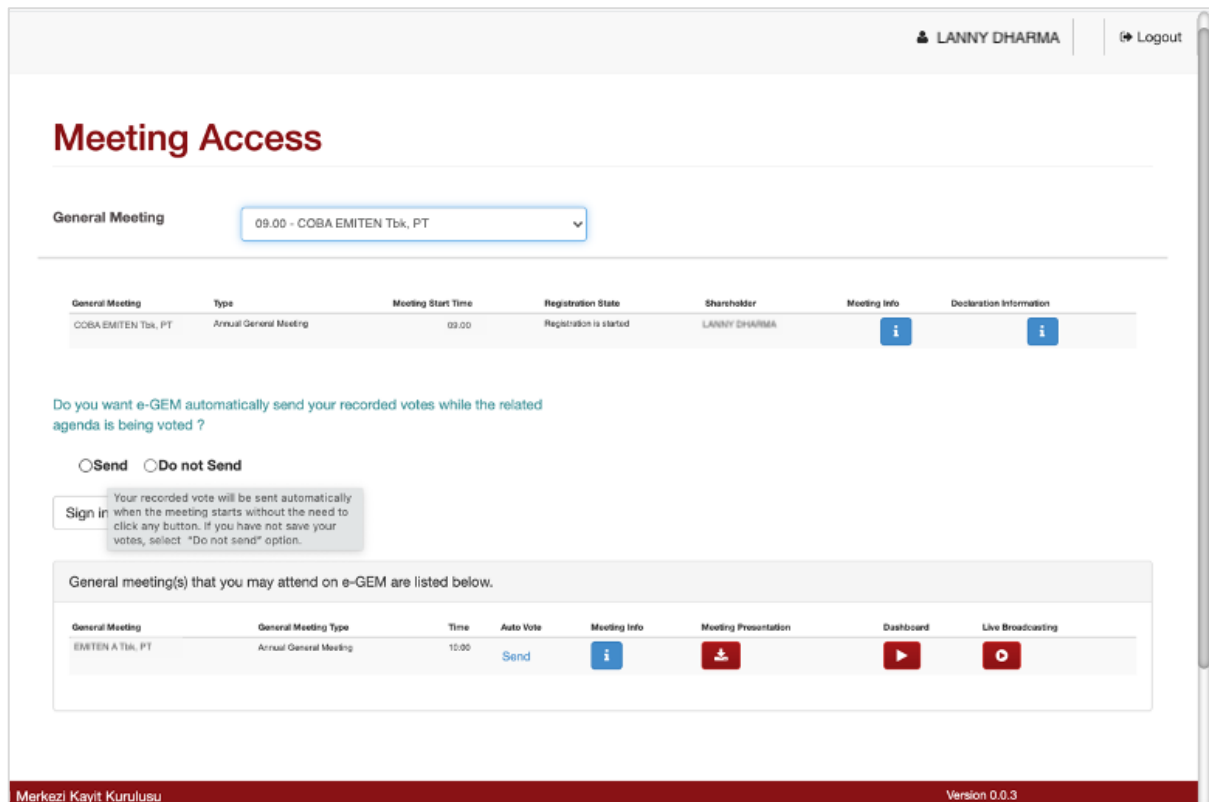 LANNY DHARMA
Logout
Meeting Access
General Meeting
09.00 - COBA EMITEN Tbk, PT
General Meeting Type Meeting Start Time Registration State Shareholder Meeting Info Declaration Information
COBA EMITEN Tbk, PT Annual General Meeting 09.00 Registration is started LANNY DHARMA i i
Do you want e-GEM automatically send your recorded votes while the related
agenda is being voted ?
Send Do not Send
Sign in
Your recorded vote will be sent automatically
when the meeting starts without the need to
click any button. If you have not save your
votes, select "Do not send" option.
General meeting(s) that you may attend on e-GEM are listed below.
General Meeting General Meeting Type Time Auto Vote Meeting Info Meeting Presentation Dashboard Live Broadcasting
EMITEN A Tbk, PT Annual General Meeting 10:00 Send i
Merkezi Kayit Kurulusu Version 0.0.3